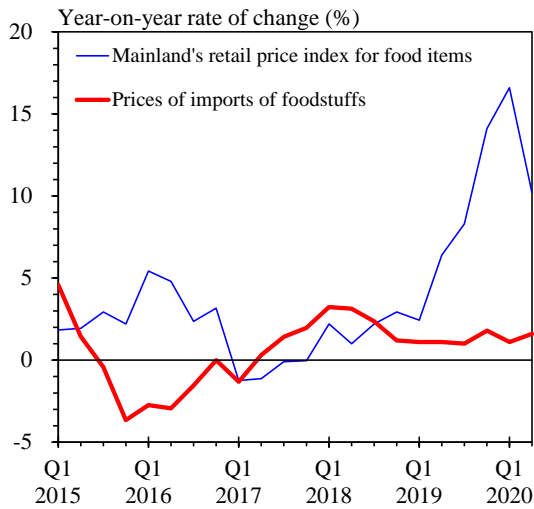 Year-on-year rate of change (%)
20
Mainland's retail price index for food items
Prices of imports of foodstuffs
15
10
5
0
-5
Q1 Q1 Q1 Q1 Q1 Q1
2015 2016 2017 2018 2019 2020